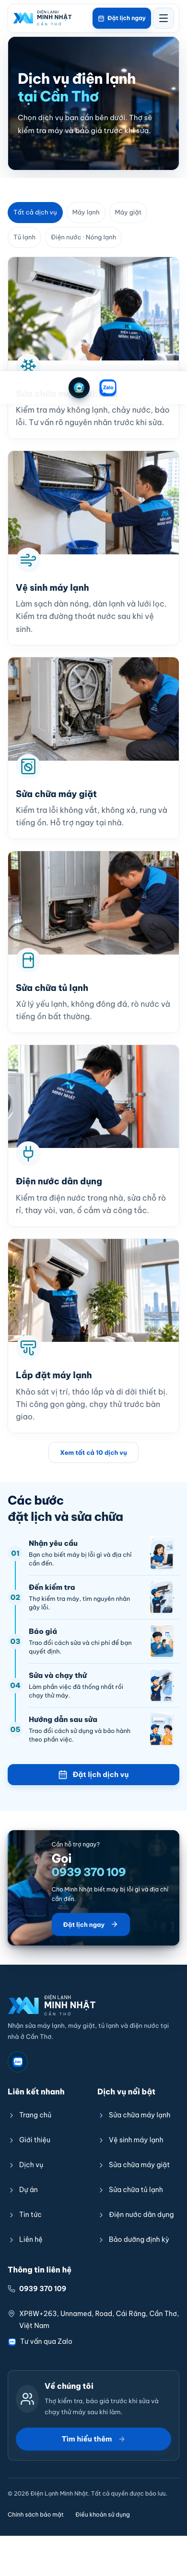 ĐIỆN LẠNH
MINH NHẬT
CẦN THƠ
Đặt lịch ngay
Dịch vụ điện lạnh
tại Cần Thơ
Chọn dịch vụ bạn cần bên dưới. Thợ sẽ
kiểm tra máy và báo giá trước khi sửa.
Tất cả dịch vụ
Máy lạnh
Máy giặt
Tủ lạnh
Điện nước · Nóng lạnh
Zalo
Kiểm tra máy không lạnh, chảy nước, báo
lỗi. Tư vấn rõ nguyên nhân trước khi sửa.
Vệ sinh máy lạnh
Làm sạch dàn nóng, dàn lạnh và lưới lọc.
Kiểm tra đường thoát nước sau khi vệ
sinh.
Sửa chữa máy giặt
Kiểm tra lỗi không vắt, không xả, rung và
tiếng ồn. Hỗ trợ ngay tại nhà.
Sửa chữa tủ lạnh
Xử lý yếu lạnh, không đông đá, rò nước và
tiếng ồn bất thường.
Điện nước dân dụng
Kiểm tra điện nước trong nhà, sửa chỗ rò
rỉ, thay vòi, van, ổ cắm và công tắc.
Lắp đặt máy lạnh
Khảo sát vị trí, tháo lắp và di dời thiết bị.
Thi công gọn gàng, chạy thử trước bàn
giao.
Xem tất cả 10 dịch vụ
Các bước
đặt lịch và sửa chữa
01
Nhận yêu cầu
Bạn cho biết máy bị lỗi gì và địa chỉ
cần đến.
02
Đến kiểm tra
Thợ kiểm tra máy, tìm nguyên nhân
gây lỗi.
03
Báo giá
Trao đổi cách sửa và chi phí để bạn
quyết định.
04
Sửa và chạy thử
Làm phần việc đã thống nhất rồi
chạy thử máy.
05
Hướng dẫn sau sửa
Trao đổi cách sử dụng và bảo hành
theo phần việc.
Đặt lịch dịch vụ
Cần hỗ trợ ngay?
Gọi
0939 370 109
Cho Minh Nhật biết máy bị lỗi gì và địa chỉ
cần đến.
Đặt lịch ngay
ĐIỆN LẠNH
MINH NHẬT
CẦN THƠ
Nhận sửa máy lạnh, máy giặt, tủ lạnh và điện nước tại
nhà ở Cần Thơ.
Zalo
Liên kết nhanh
Trang chủ
Giới thiệu
Dịch vụ
Dự án
Tin tức
Liên hệ
Dịch vụ nổi bật
Sửa chữa máy lạnh
Vệ sinh máy lạnh
Sửa chữa máy giặt
Sửa chữa tủ lạnh
Điện nước dân dụng
Bảo dưỡng định kỳ
Thông tin liên hệ
0939 370 109
XP8W+263, Unnamed, Road, Cái Răng, Cần Thơ,
Việt Nam
Tư vấn qua Zalo
Về chúng tôi
Thợ kiểm tra, báo giá trước khi sửa và
chạy thử máy sau khi làm.
Tìm hiểu thêm
© 2026 Điện Lạnh Minh Nhật. Tất cả quyền được bảo lưu.
Chính sách bảo mật
Điều khoản sử dụng